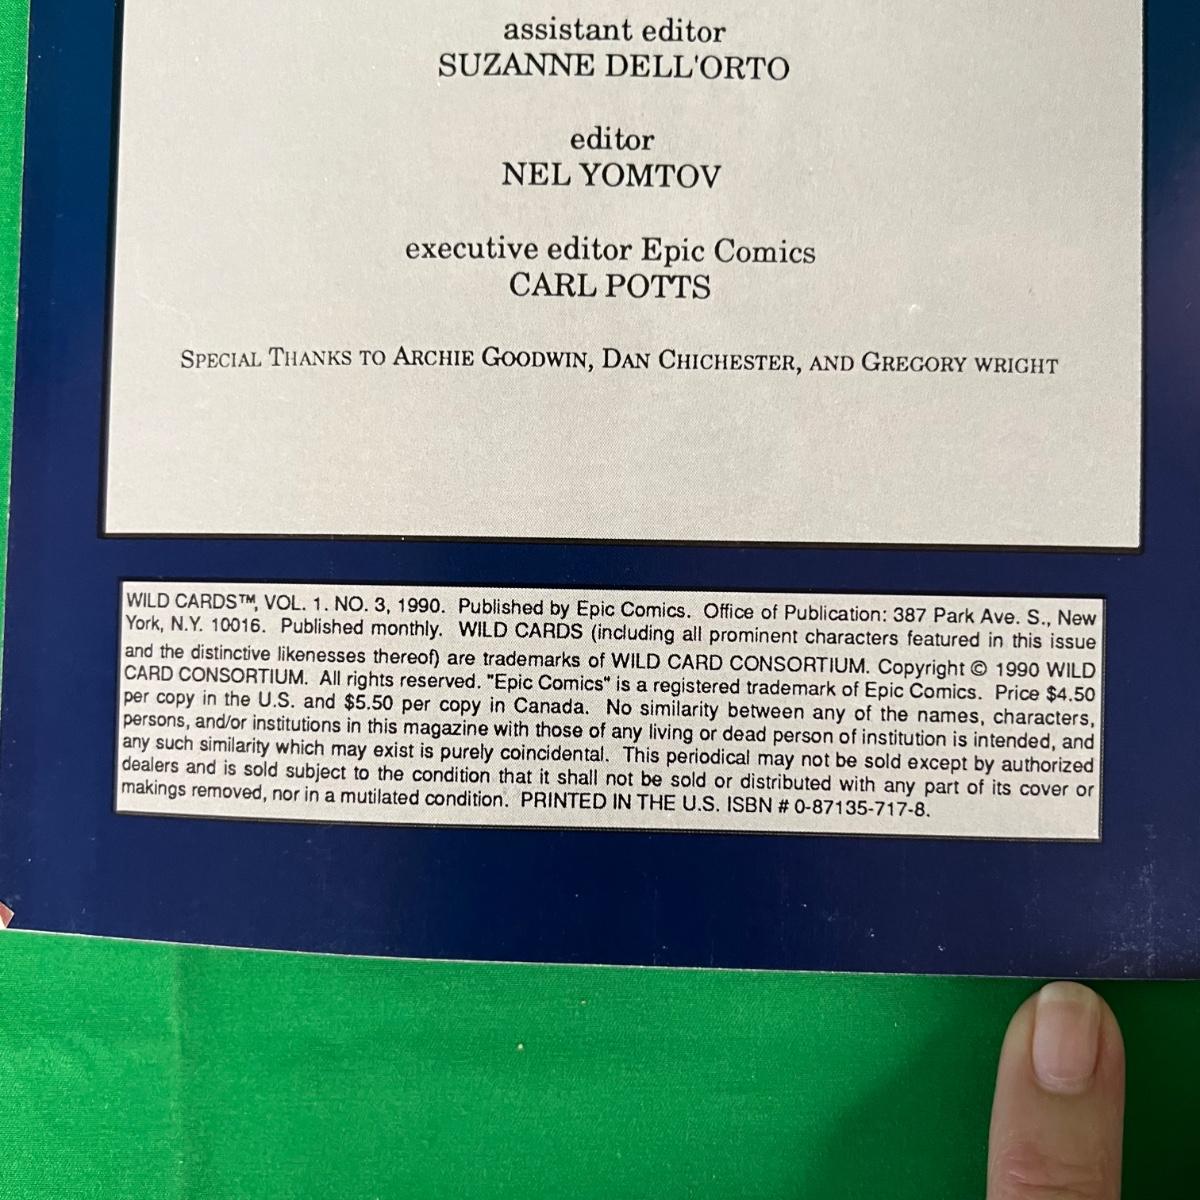 assistant editor
SUZANNE DELL'ORTO
editor
NEL YOMTOV
executive editor Epic Comics
CARL POTTS
SPECIAL THANKS TO ARCHIE GOODWIN, DAN CHICHESTER, AND GREGORY WRIGHT
WILD CARDS™, VOL. 1. NO. 3, 1990. Published by Epic Comics. Office of Publication: 387 Park Ave. S., New
York, N.Y. 10016. Published monthly. WILD CARDS (including all prominent characters featured in this issue
and the distinctive likenesses thereof) are trademarks of WILD CARD CONSORTIUM. Copyright © 1990 WILD
CARD CONSORTIUM. All rights reserved. "Epic Comics" is a registered trademark of Epic Comics. Price $4.50
per copy in the U.S. and $5.50 per copy in Canada. No similarity between any of the names, characters,
persons, and/or institutions in this magazine with those of any living or dead person of institution is intended, and
any such similarity which may exist is purely coincidental. This periodical may not be sold except by authorized
dealers and is sold subject to the condition that it shall not be sold or distributed with any part of its cover or
makings removed, nor in a mutilated condition. PRINTED IN THE U.S. ISBN # 0-87135-717-8.